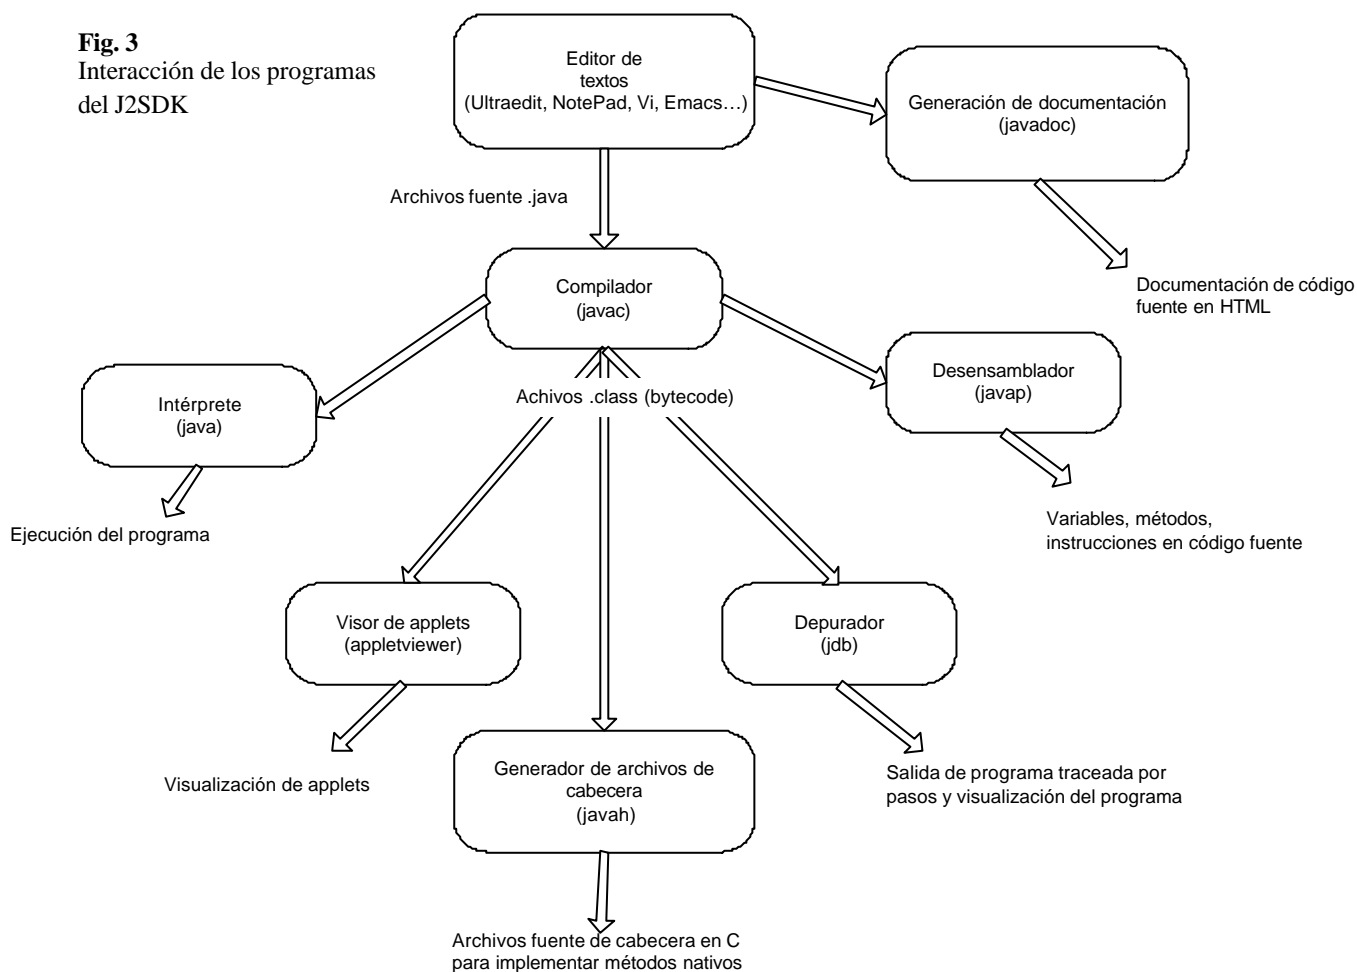 Fig. 3
Interacción de los programas
del J2SDK
Editor de
textos
(Ultraedit, NotePad, Vi, Emacs…)
Generación de documentación
(javadoc)
Archivos fuente .java
Compilador
(javac)
Documentación de código
fuente en HTML
Desensamblador
(javap)
Intérprete
(java)
Achivos .class (bytecode)
Variables, métodos,
instrucciones en código fuente
Ejecución del programa
Visor de applets
(appletviewer)
Depurador
(jdb)
Generador de archivos de
cabecera
(javah)
Visualización de applets
Salida de programa traceada por
pasos y visualización del programa
Archivos fuente de cabecera en C
para implementar métodos nativos